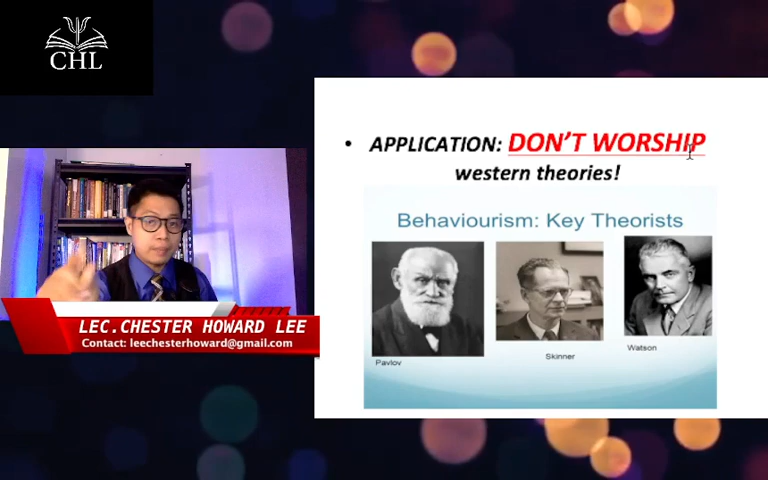 CHL
• APPLICATION: DON'T WORSHIP
western theories!
Behaviourism: Key Theorists
Pavlov
Skinner
Watson
LEC.CHESTER HOWARD LEE
Contact: leechesterhoward@gmail.com